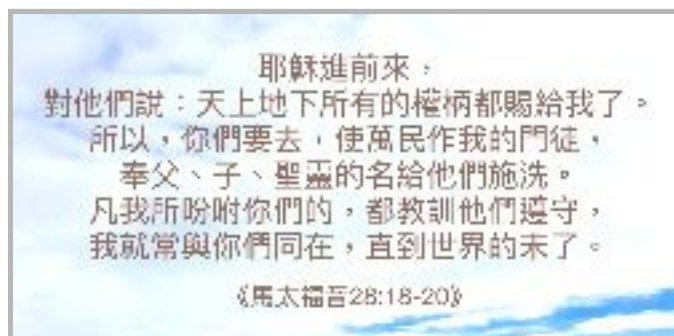 耶穌進前來，
對他們說：天上地下所有的權柄都賜給我了。
所以，你們要去，使萬民作我的門徒，
奉父、子、聖靈的名給他們施洗。
凡我所吩咐你們的，都教訓他們遵守，
我就常與你們同在，直到世界的末了。
《馬太福音28:18-20》